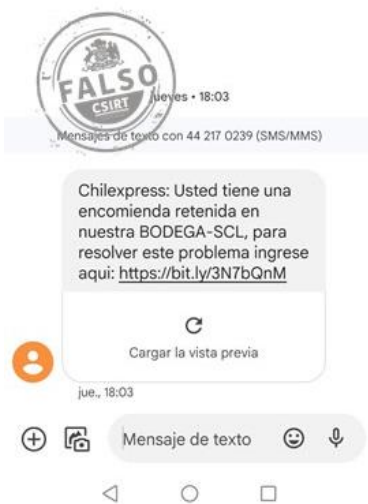 FALSO
CSIRT
jueves • 18:03
Mensajes de texto con 44 217 0239 (SMS/MMS)
Chilexpress: Usted tiene una
encomienda retenida en
nuestra BODEGA-SCL, para
resolver este problema ingrese
aqui: https://bit.ly/3N7bQnM
Cargar la vista previa
jue., 18:03
Mensaje de texto